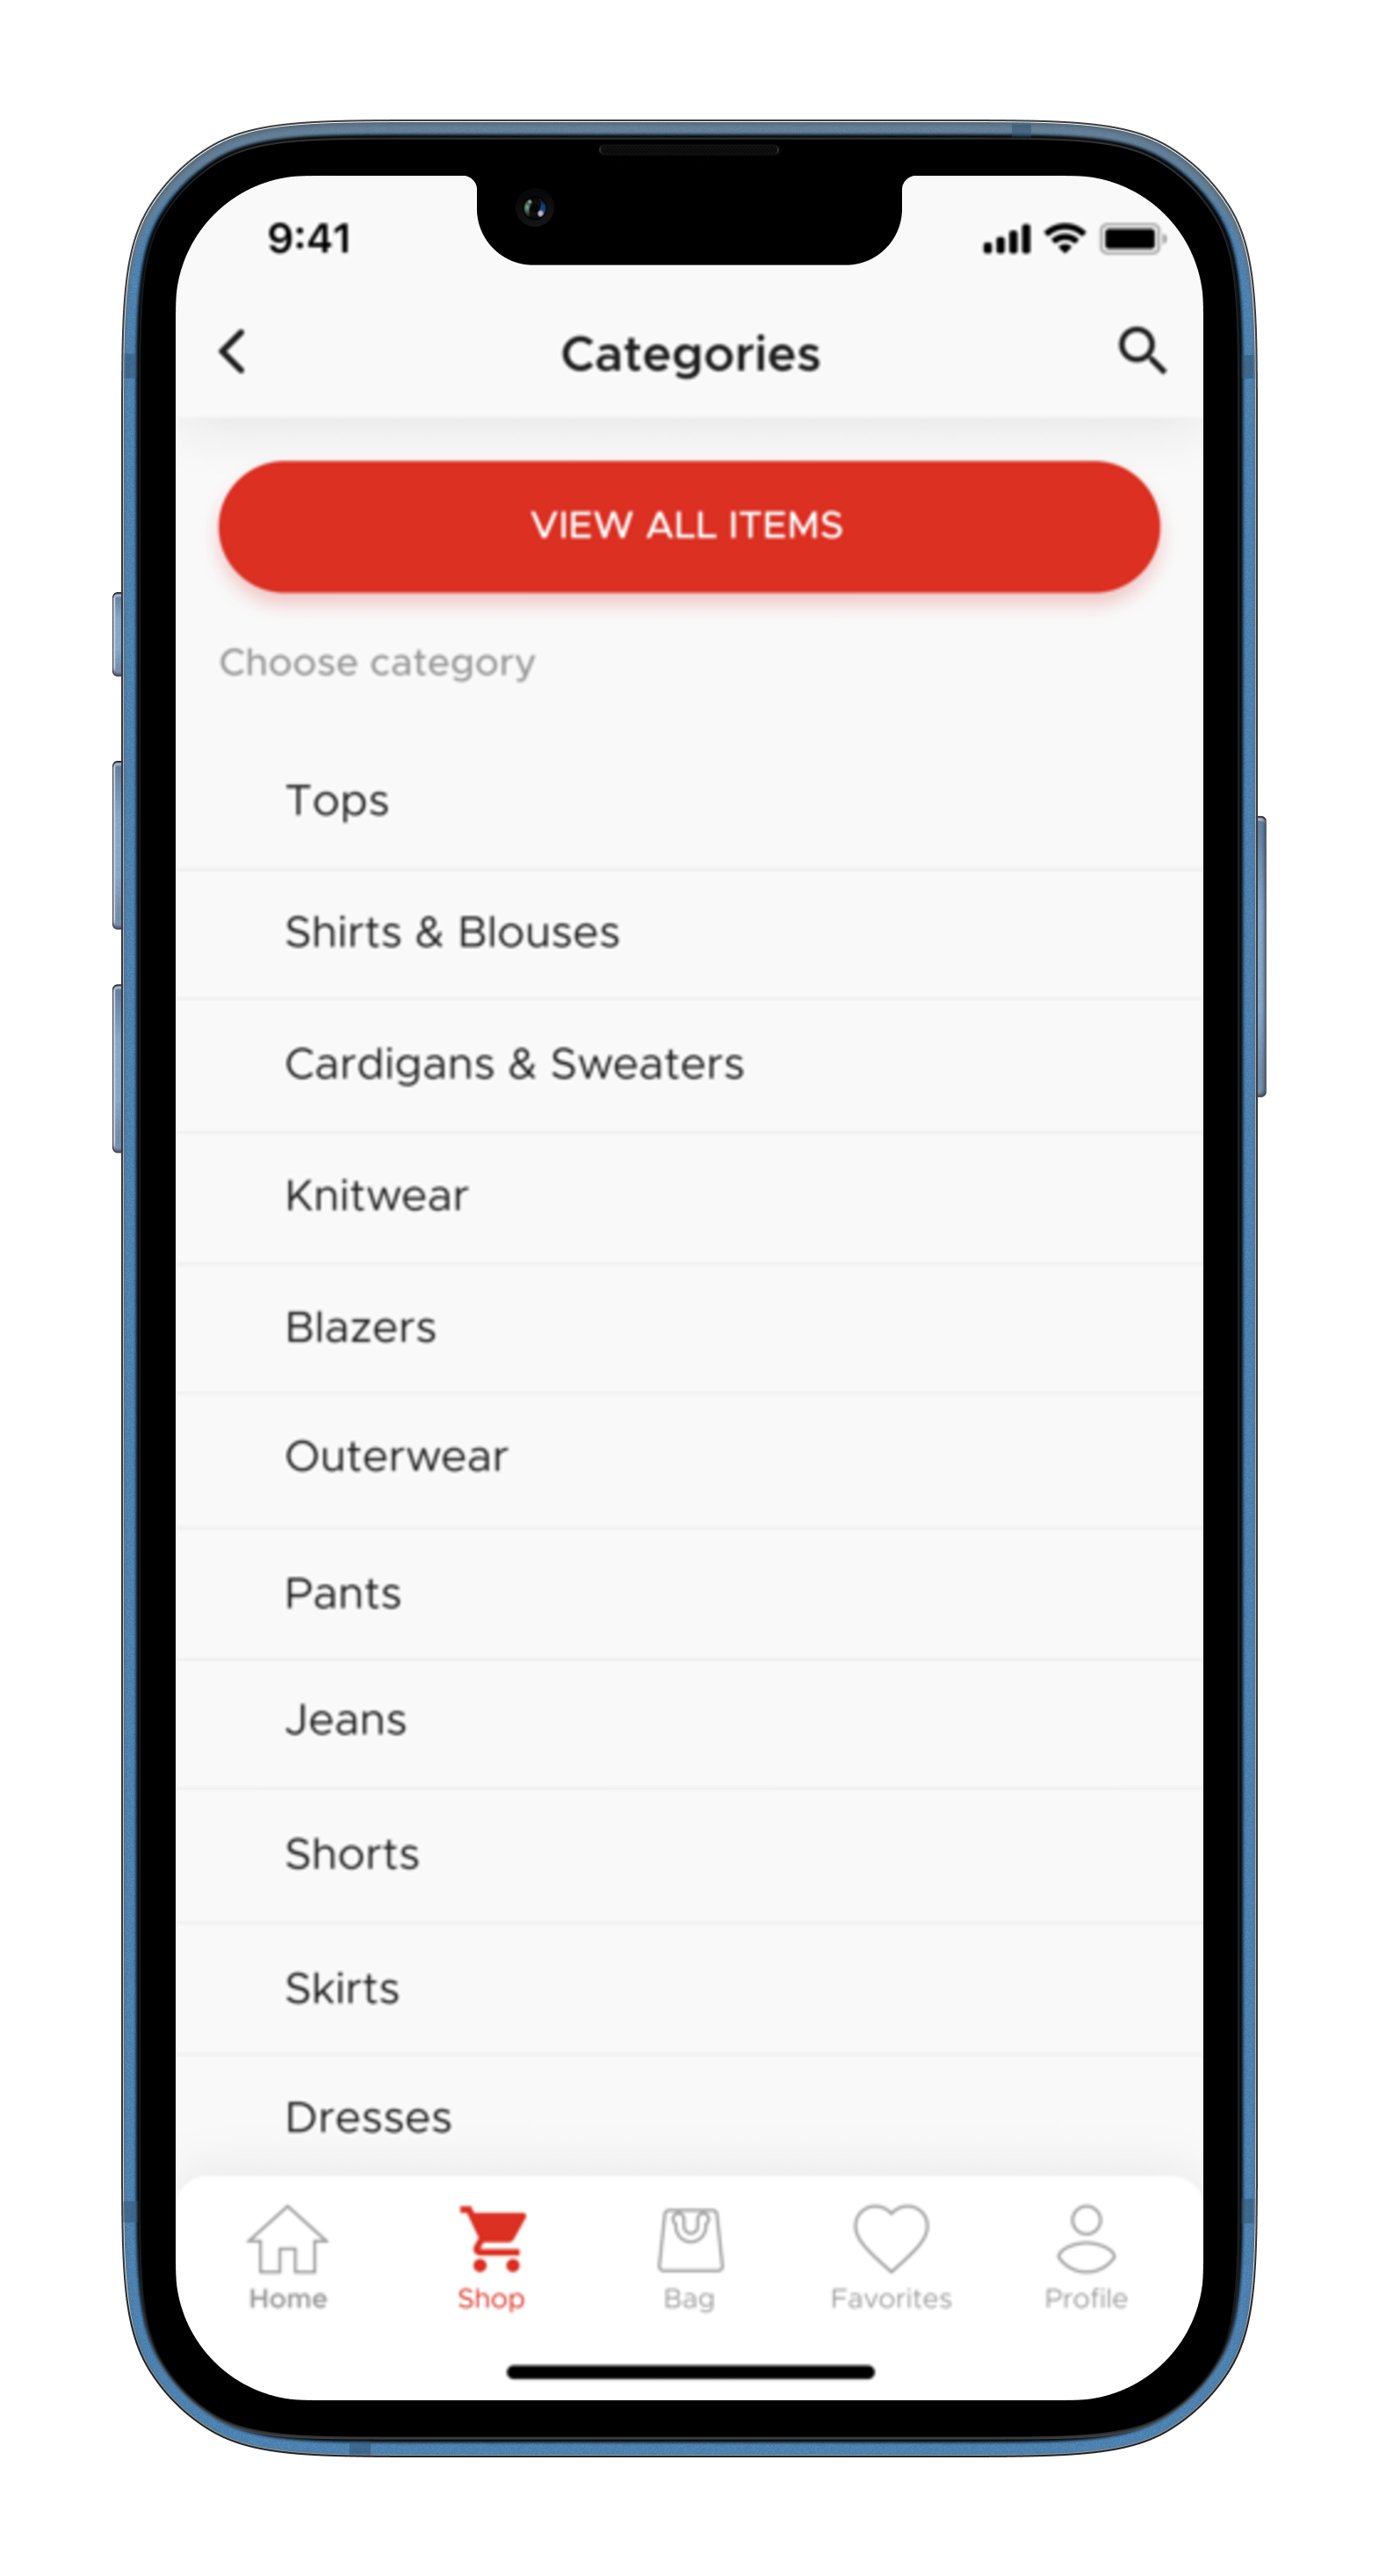 9:41
Categories
VIEW ALL ITEMS
Choose category
Tops
Shirts & Blouses
Cardigans & Sweaters
Knitwear
Blazers
Outerwear
Pants
Jeans
Shorts
Skirts
Dresses
Home Shop Bag Favorites Profile